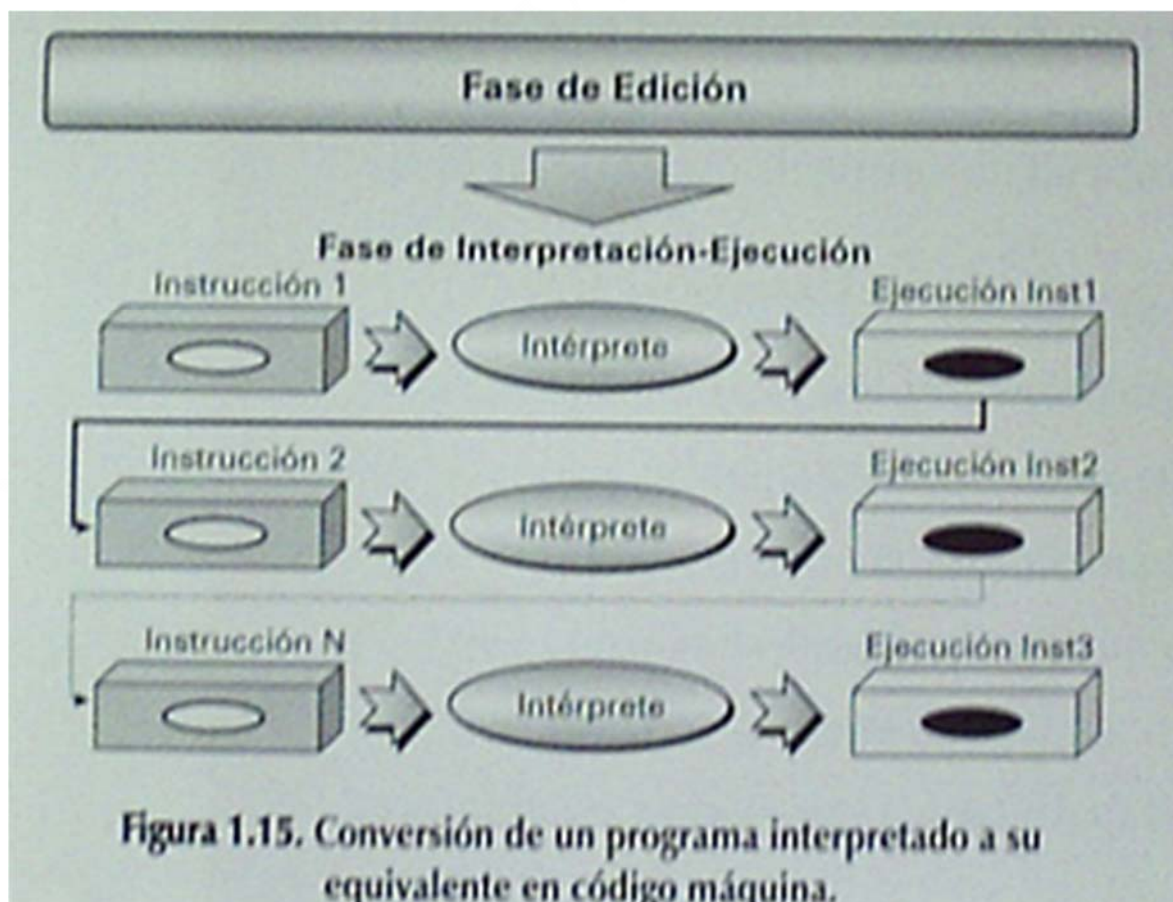 Fase de Edición
Fase de Interpretación-Ejecución
Instrucción 1
Intérprete
Ejecución Inst1
Instrucción 2
Intérprete
Ejecución Inst2
Instrucción N
Intérprete
Ejecución Inst3
Figura 1.15. Conversión de un programa interpretado a su
equivalente en código máquina.